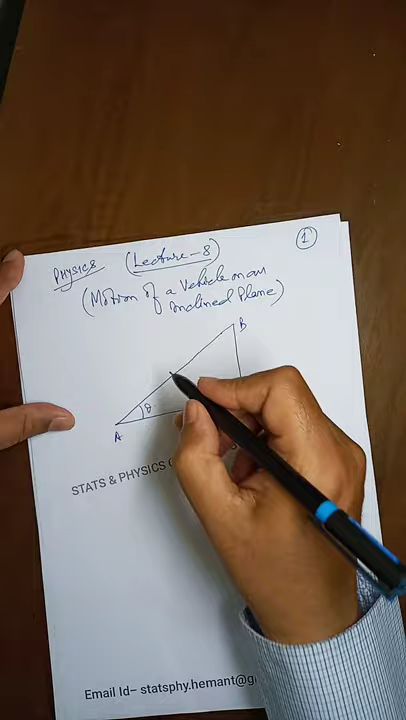 PHYSICS (Lecture-8) 1
(Motion of a Vehicle on an
Inclined Plane)
B
θ
A
STATS & PHYSICS
Email Id- statsphy.hemant@g